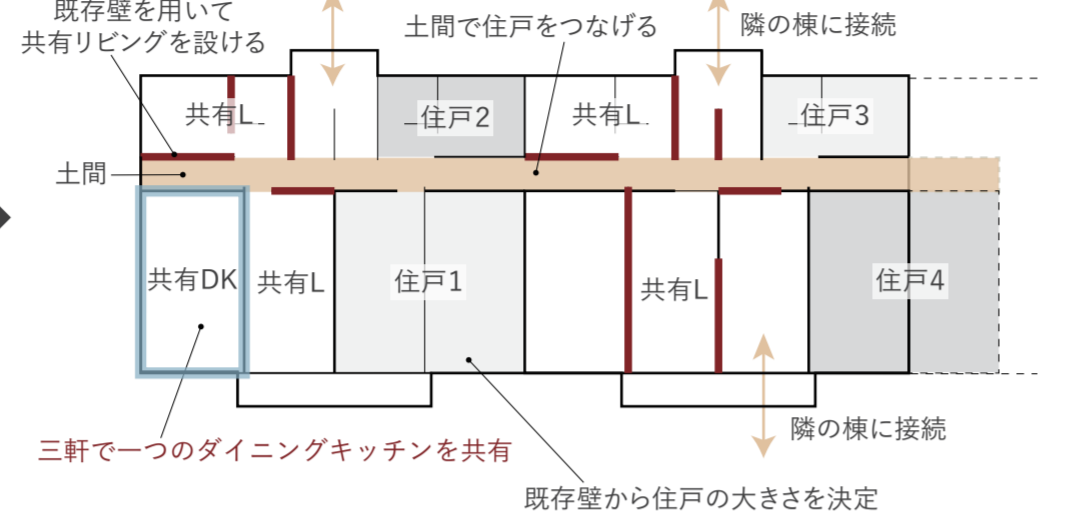 既存壁を用いて
共有リビングを設ける
土間で住戸をつなげる
隣の棟に接続
共有L
住戸2
共有L
住戸3
土間
共有DK
共有L
住戸1
共有L
住戸4
隣の棟に接続
三軒で一つのダイニングキッチンを共有
既存壁から住戸の大きさを決定